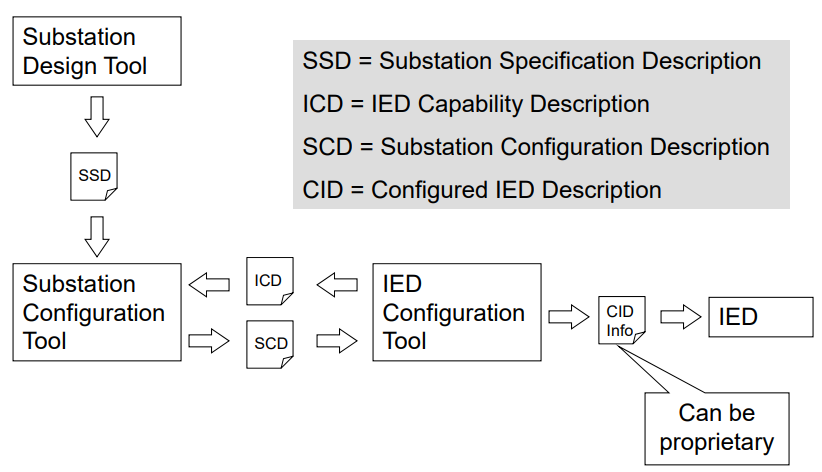 Substation
Design Tool
SSD = Substation Specification Description
ICD = IED Capability Description
SCD = Substation Configuration Description
CID = Configured IED Description
SSD
Substation
Configuration
Tool
ICD
SCD
IED
Configuration
Tool
CID
Info
IED
Can be
proprietary